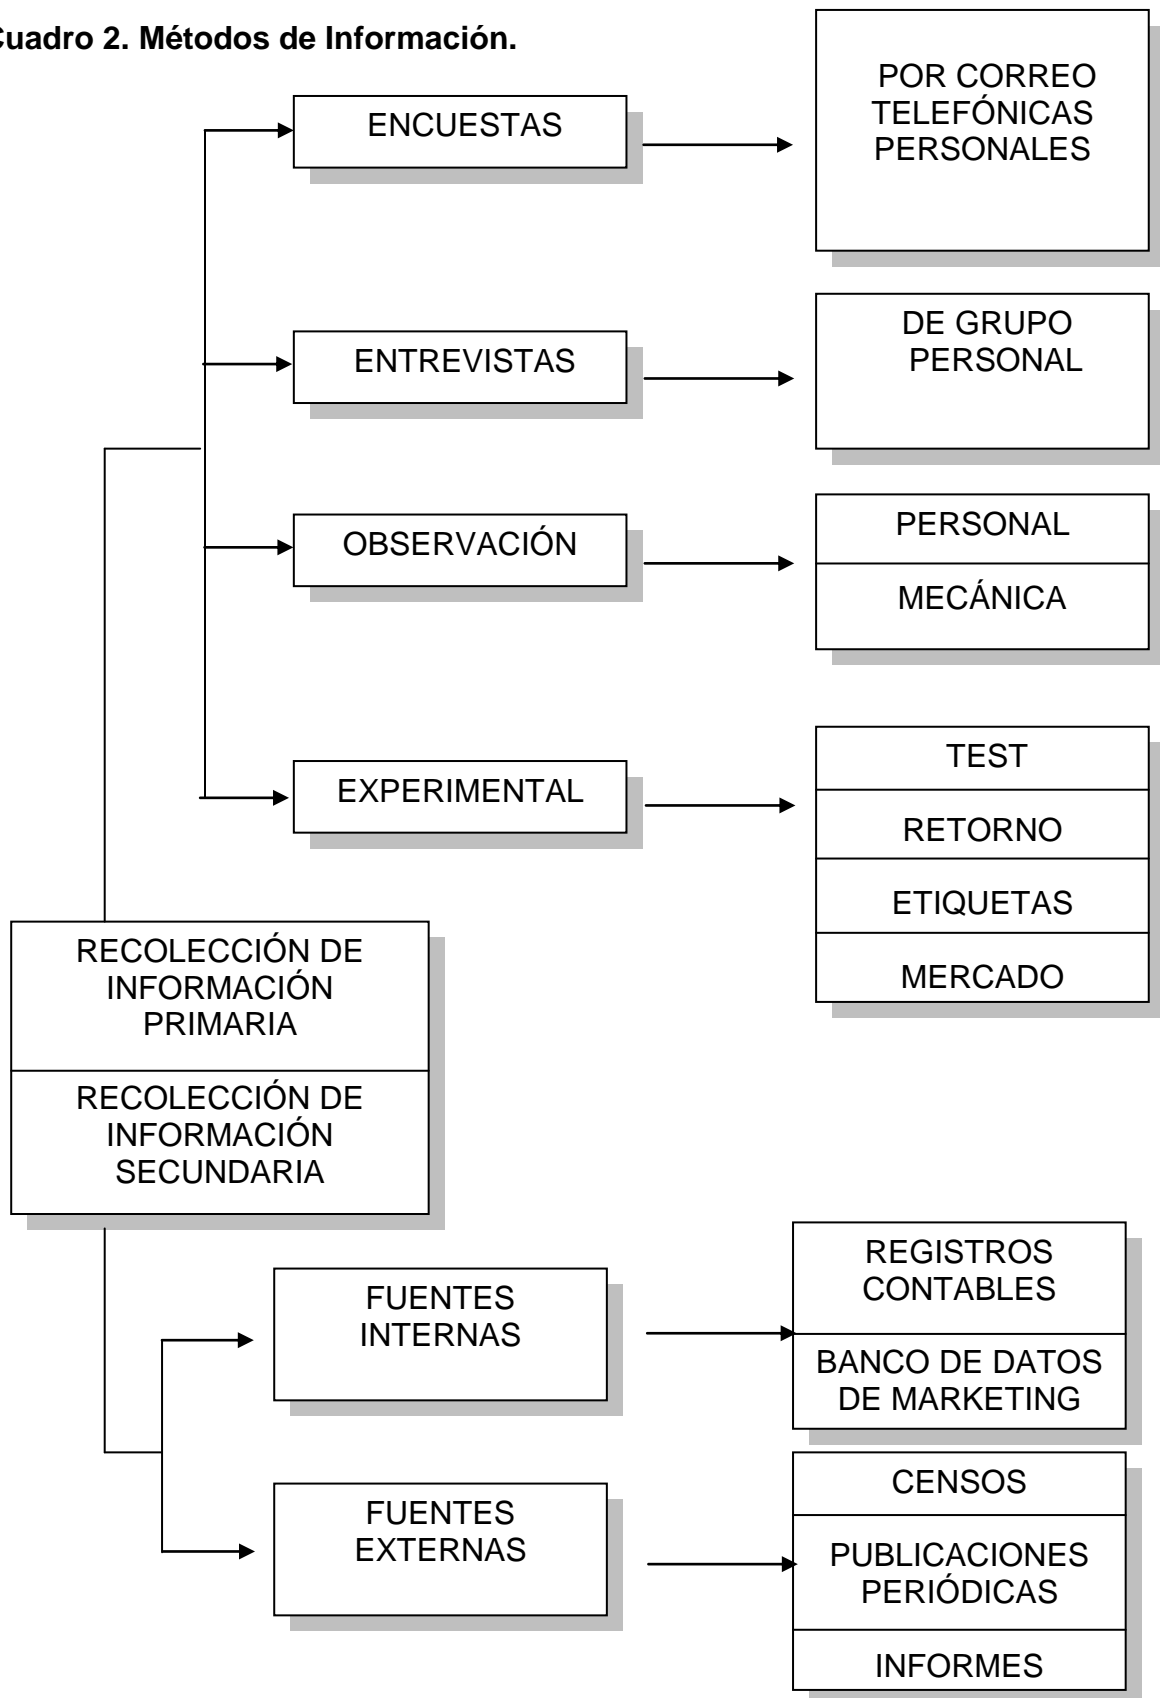 Cuadro 2. Métodos de Información.
ENCUESTAS
POR CORREO
TELEFÓNICAS
PERSONALES
ENTREVISTAS
DE GRUPO
PERSONAL
OBSERVACIÓN
PERSONAL
MECÁNICA
EXPERIMENTAL
TEST
RETORNO
ETIQUETAS
MERCADO
RECOLECCIÓN DE
INFORMACIÓN
PRIMARIA
RECOLECCIÓN DE
INFORMACIÓN
SECUNDARIA
FUENTES
INTERNAS
REGISTROS
CONTABLES
BANCO DE DATOS
DE MARKETING
FUENTES
EXTERNAS
CENSOS
PUBLICACIONES
PERIÓDICAS
INFORMES